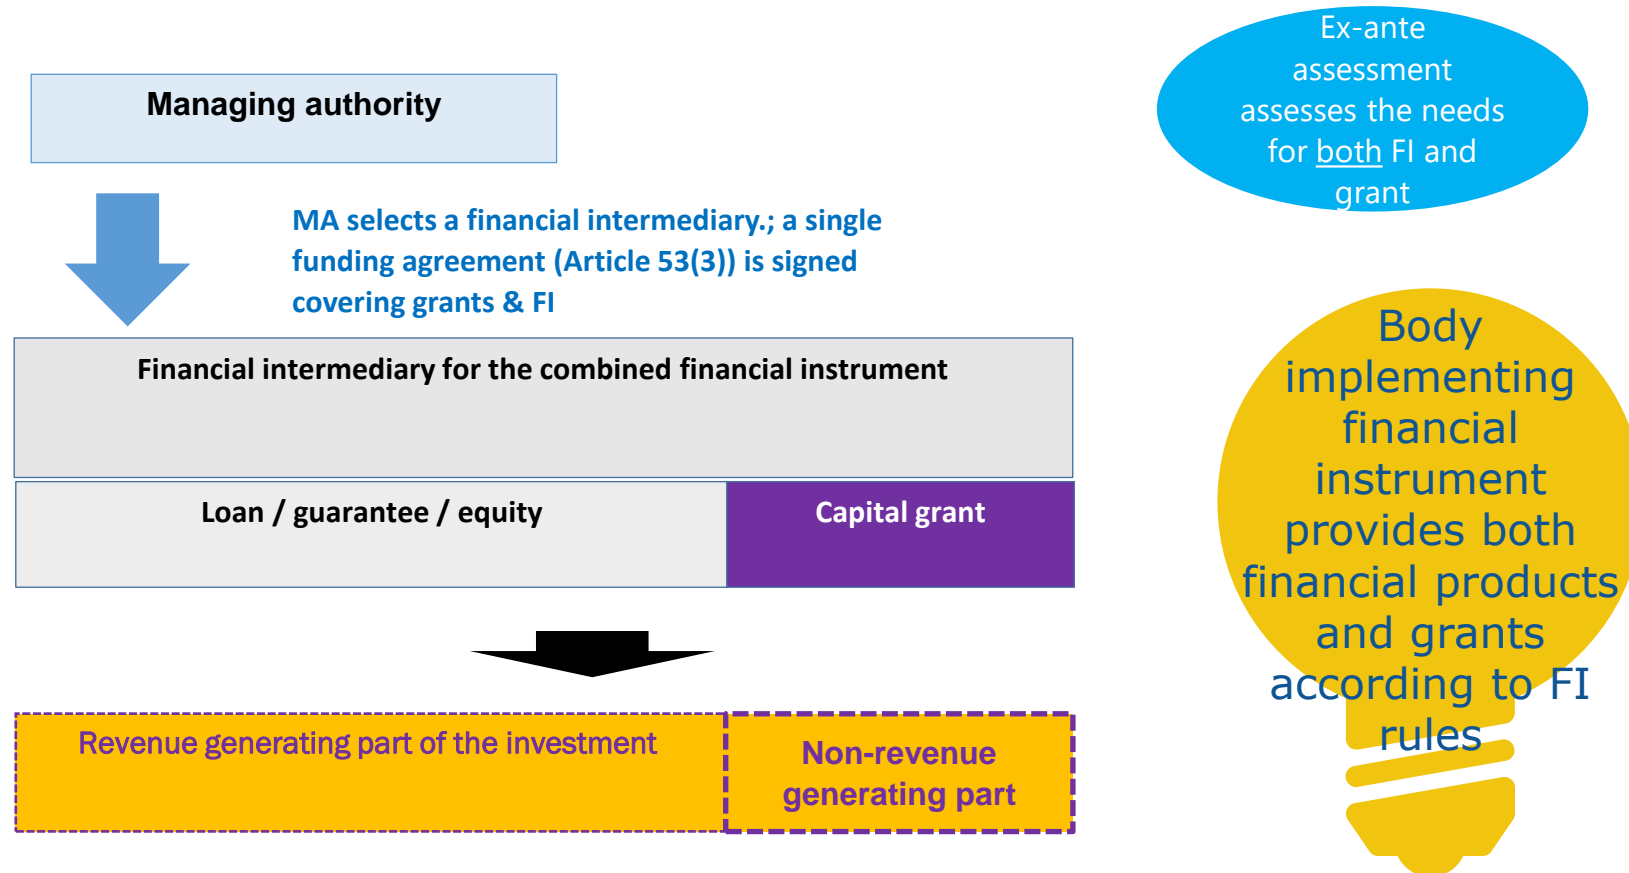 Ex-ante
assessment
assesses the needs
for both FI and
grant
Managing authority
MA selects a financial intermediary.; a single
funding agreement (Article 53(3)) is signed
covering grants & FI
Financial intermediary for the combined financial instrument
Loan / guarantee / equity
Capital grant
Revenue generating part of the investment
Non-revenue
generating part
Body
implementing
financial
instrument
provides both
financial products
and grants
according to FI
rules